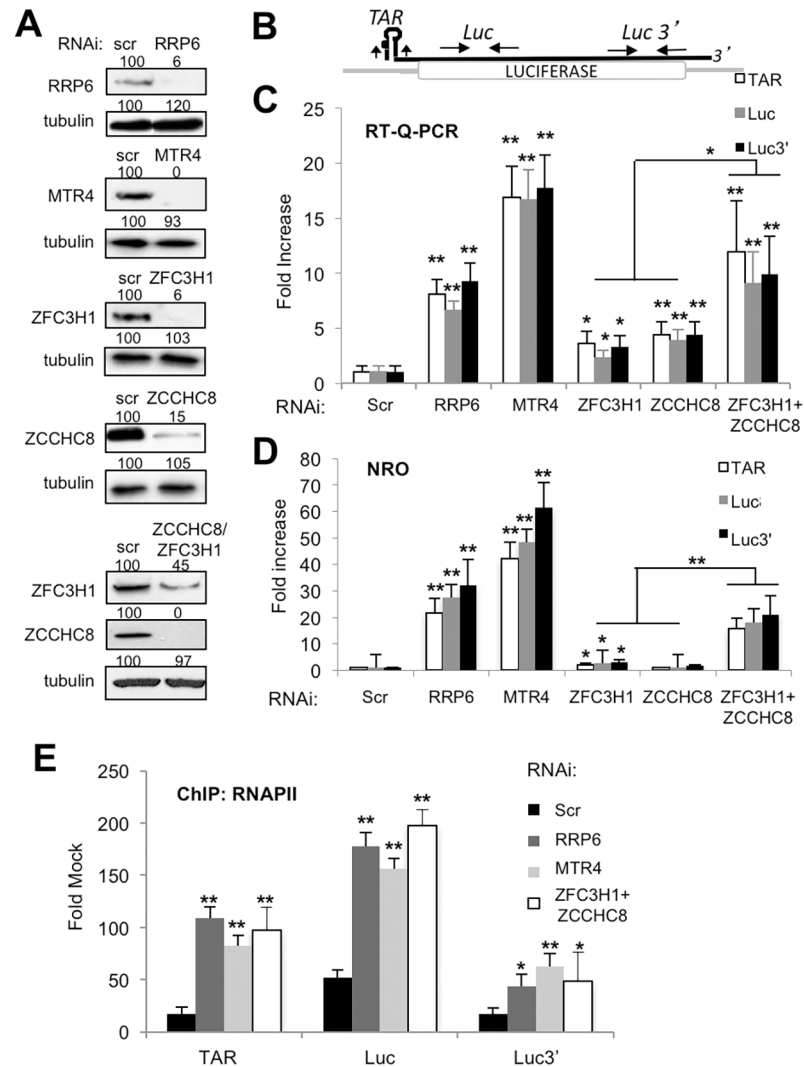 A
RNAi: scr RRP6
100 6
RRP6
100 120
tubulin
scr MTR4
100 0
MTR4
100 93
tubulin
scr ZFC3H1
100 6
ZFC3H1
100 103
tubulin
scr ZCCHC8
100 15
ZCCHC8
100 105
tubulin
ZCCHC8/
scr ZFC3H1
100 45
ZFC3H1
100 0
ZCCHC8
100 97
tubulin
B
TAR
Luc
Luc 3'
3'
LUCIFERASE
C
RT-Q-PCR
TAR
Luc
Luc3'
Fold Increase
25
20
15
10
5
0
** ** ** ** ** ** * * * ** ** ** * ** ** **
RNAi: Scr RRP6 MTR4 ZFC3H1 ZCCHC8 ZFC3H1+
ZCCHC8
D
NRO
TAR
Luc
Luc3'
Fold increase
80
70
60
50
40
30
20
10
0
** ** ** ** ** ** * * * **
RNAi: Scr RRP6 MTR4 ZFC3H1 ZCCHC8 ZFC3H1+
ZCCHC8
E
ChIP: RNAPII
RNAi:
Scr
RRP6
MTR4
ZFC3H1+
ZCCHC8
Fold Mock
250
200
150
100
50
0
** ** ** ** ** ** * ** *
TAR Luc Luc3'